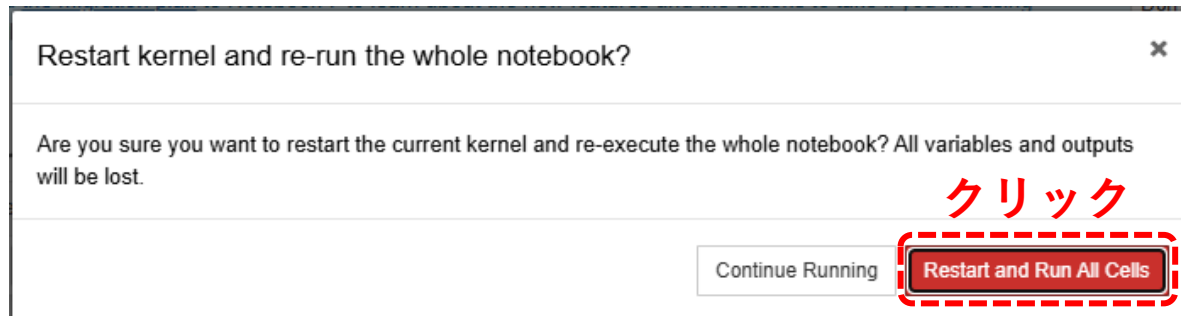 Restart kernel and re-run the whole notebook?
Are you sure you want to restart the current kernel and re-execute the whole notebook? All variables and outputs
will be lost.
クリック
Continue Running
Restart and Run All Cells